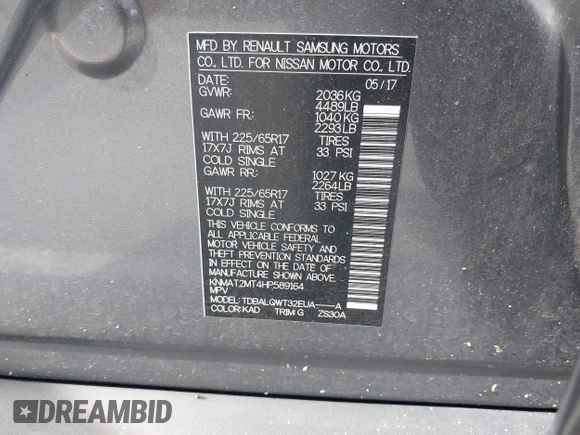 MFD BY RENAULT SAMSUNG MOTORS
CO., LTD. FOR NISSAN MOTOR CO., LTD.
DATE: 05/17
GVWR: 2036KG
4489LB
GAWR FR: 1040KG
2293LB
WITH 225/65R17 TIRES
17X7J RIMS AT 33 PSI
COLD SINGLE
GAWR RR: 1027KG
2264LB
WITH 225/65R17 TIRES
17X7J RIMS AT 33 PSI
COLD SINGLE
THIS VEHICLE CONFORMS TO
ALL APPLICABLE FEDERAL
MOTOR VEHICLE SAFETY AND
THEFT PREVENTION STANDARDS
IN EFFECT ON THE DATE OF
MANUFACTURE SHOWN ABOVE.
KNMAT2MT4HP589164
MPV
MODEL: TDBALQWT32EUA-----A
COLOR: KAD TRIM G ZS30A
DREAMBID